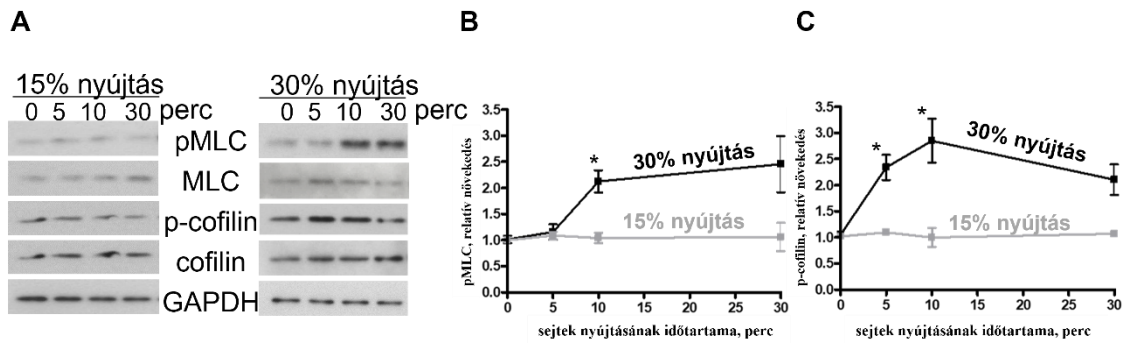 A
15% nyújtás
30% nyújtás
0 5 10 30 perc
0 5 10 30 perc
pMLC
MLC
p-cofilin
cofilin
GAPDH
B
pMLC, relatív növekedés
3.5
3.0
2.5
2.0
1.5
1.0
0.5
0.0
*
30% nyújtás
15% nyújtás
0 5 10 15 20 25 30
sejtek nyújtásának időtartama, perc
C
p-cofilin, relatív növekedés
3.5
3.0
2.5
2.0
1.5
1.0
0.5
0.0
*
*
30% nyújtás
15% nyújtás
0 5 10 15 20 25 30
sejtek nyújtásának időtartama, perc